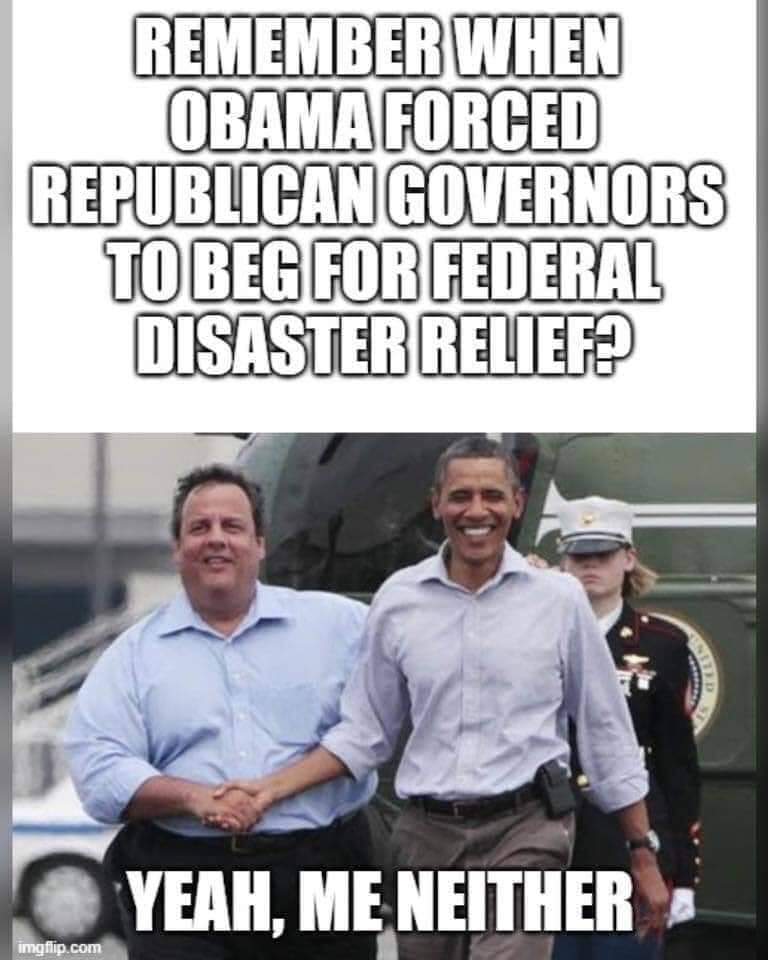 REMEMBER WHEN
OBAMA FORCED
REPUBLICAN GOVERNORS
TO BEG FOR FEDERAL
DISASTER RELIEF?
YEAH, ME NEITHER
imgflip.com